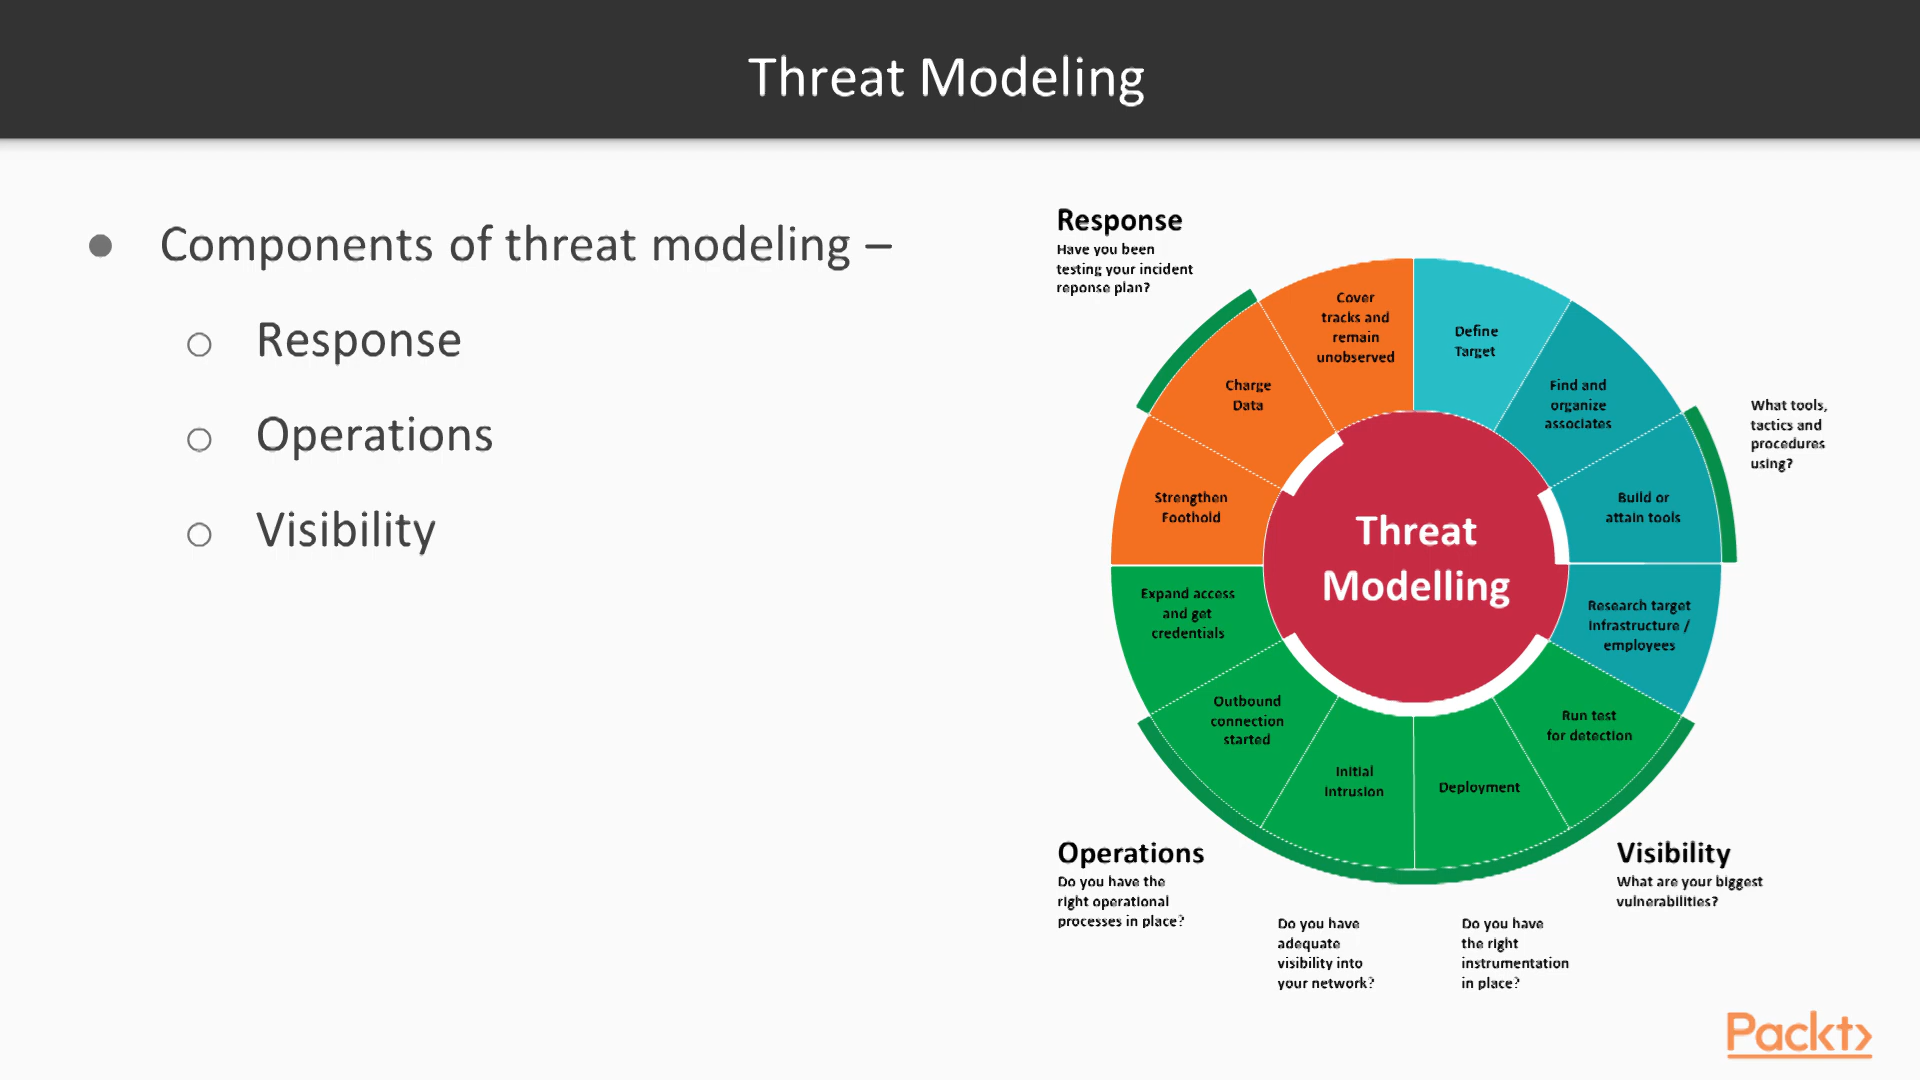 Threat Modeling
Components of threat modeling –
Response
Operations
Visibility
Response
Have you been
testing your incident
reponse plan?
Cover
tracks and
remain
unobserved
Define
Target
Charge
Data
Find and
organize
associates
What tools,
tactics and
procedures
using?
Strengthen
Foothold
Build or
attain tools
Threat
Modelling
Expand access
and get
credentials
Research target
infrastructure /
employees
Outbound
connection
started
Run test
for detection
Initial
intrusion
Deployment
Operations
Do you have the
right operational
processes in place?
Do you have
adequate
visibility into
your network?
Do you have
the right
instrumentation
in place?
Visibility
What are your biggest
vulnerabilities?
Packt>